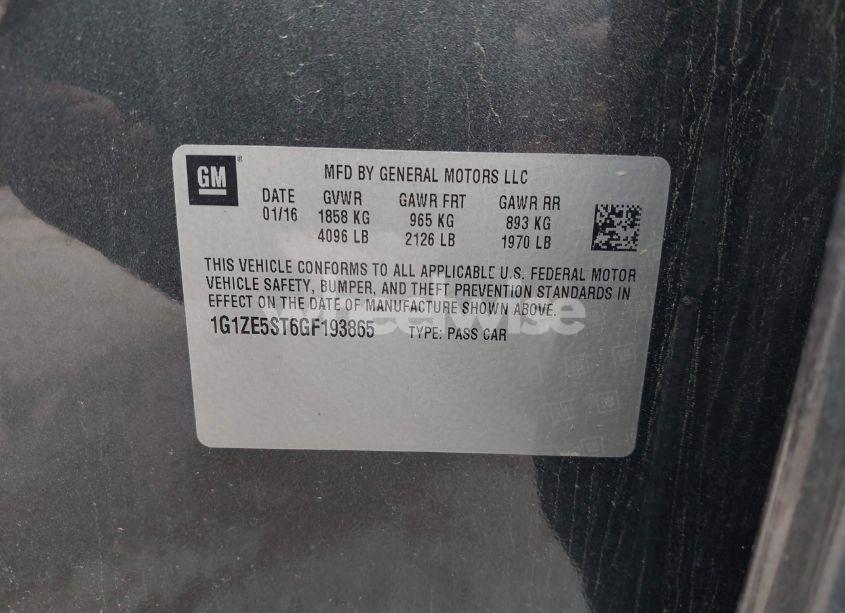 GM
MFD BY GENERAL MOTORS LLC
DATE GVWR GAWR FRT GAWR RR
01/16 1858 KG 965 KG 893 KG
4096 LB 2126 LB 1970 LB
THIS VEHICLE CONFORMS TO ALL APPLICABLE U.S. FEDERAL MOTOR
VEHICLE SAFETY, BUMPER, AND THEFT PREVENTION STANDARDS IN
EFFECT ON THE DATE OF MANUFACTURE SHOWN ABOVE.
1G1ZE5ST6GF193865 TYPE: PASS CAR